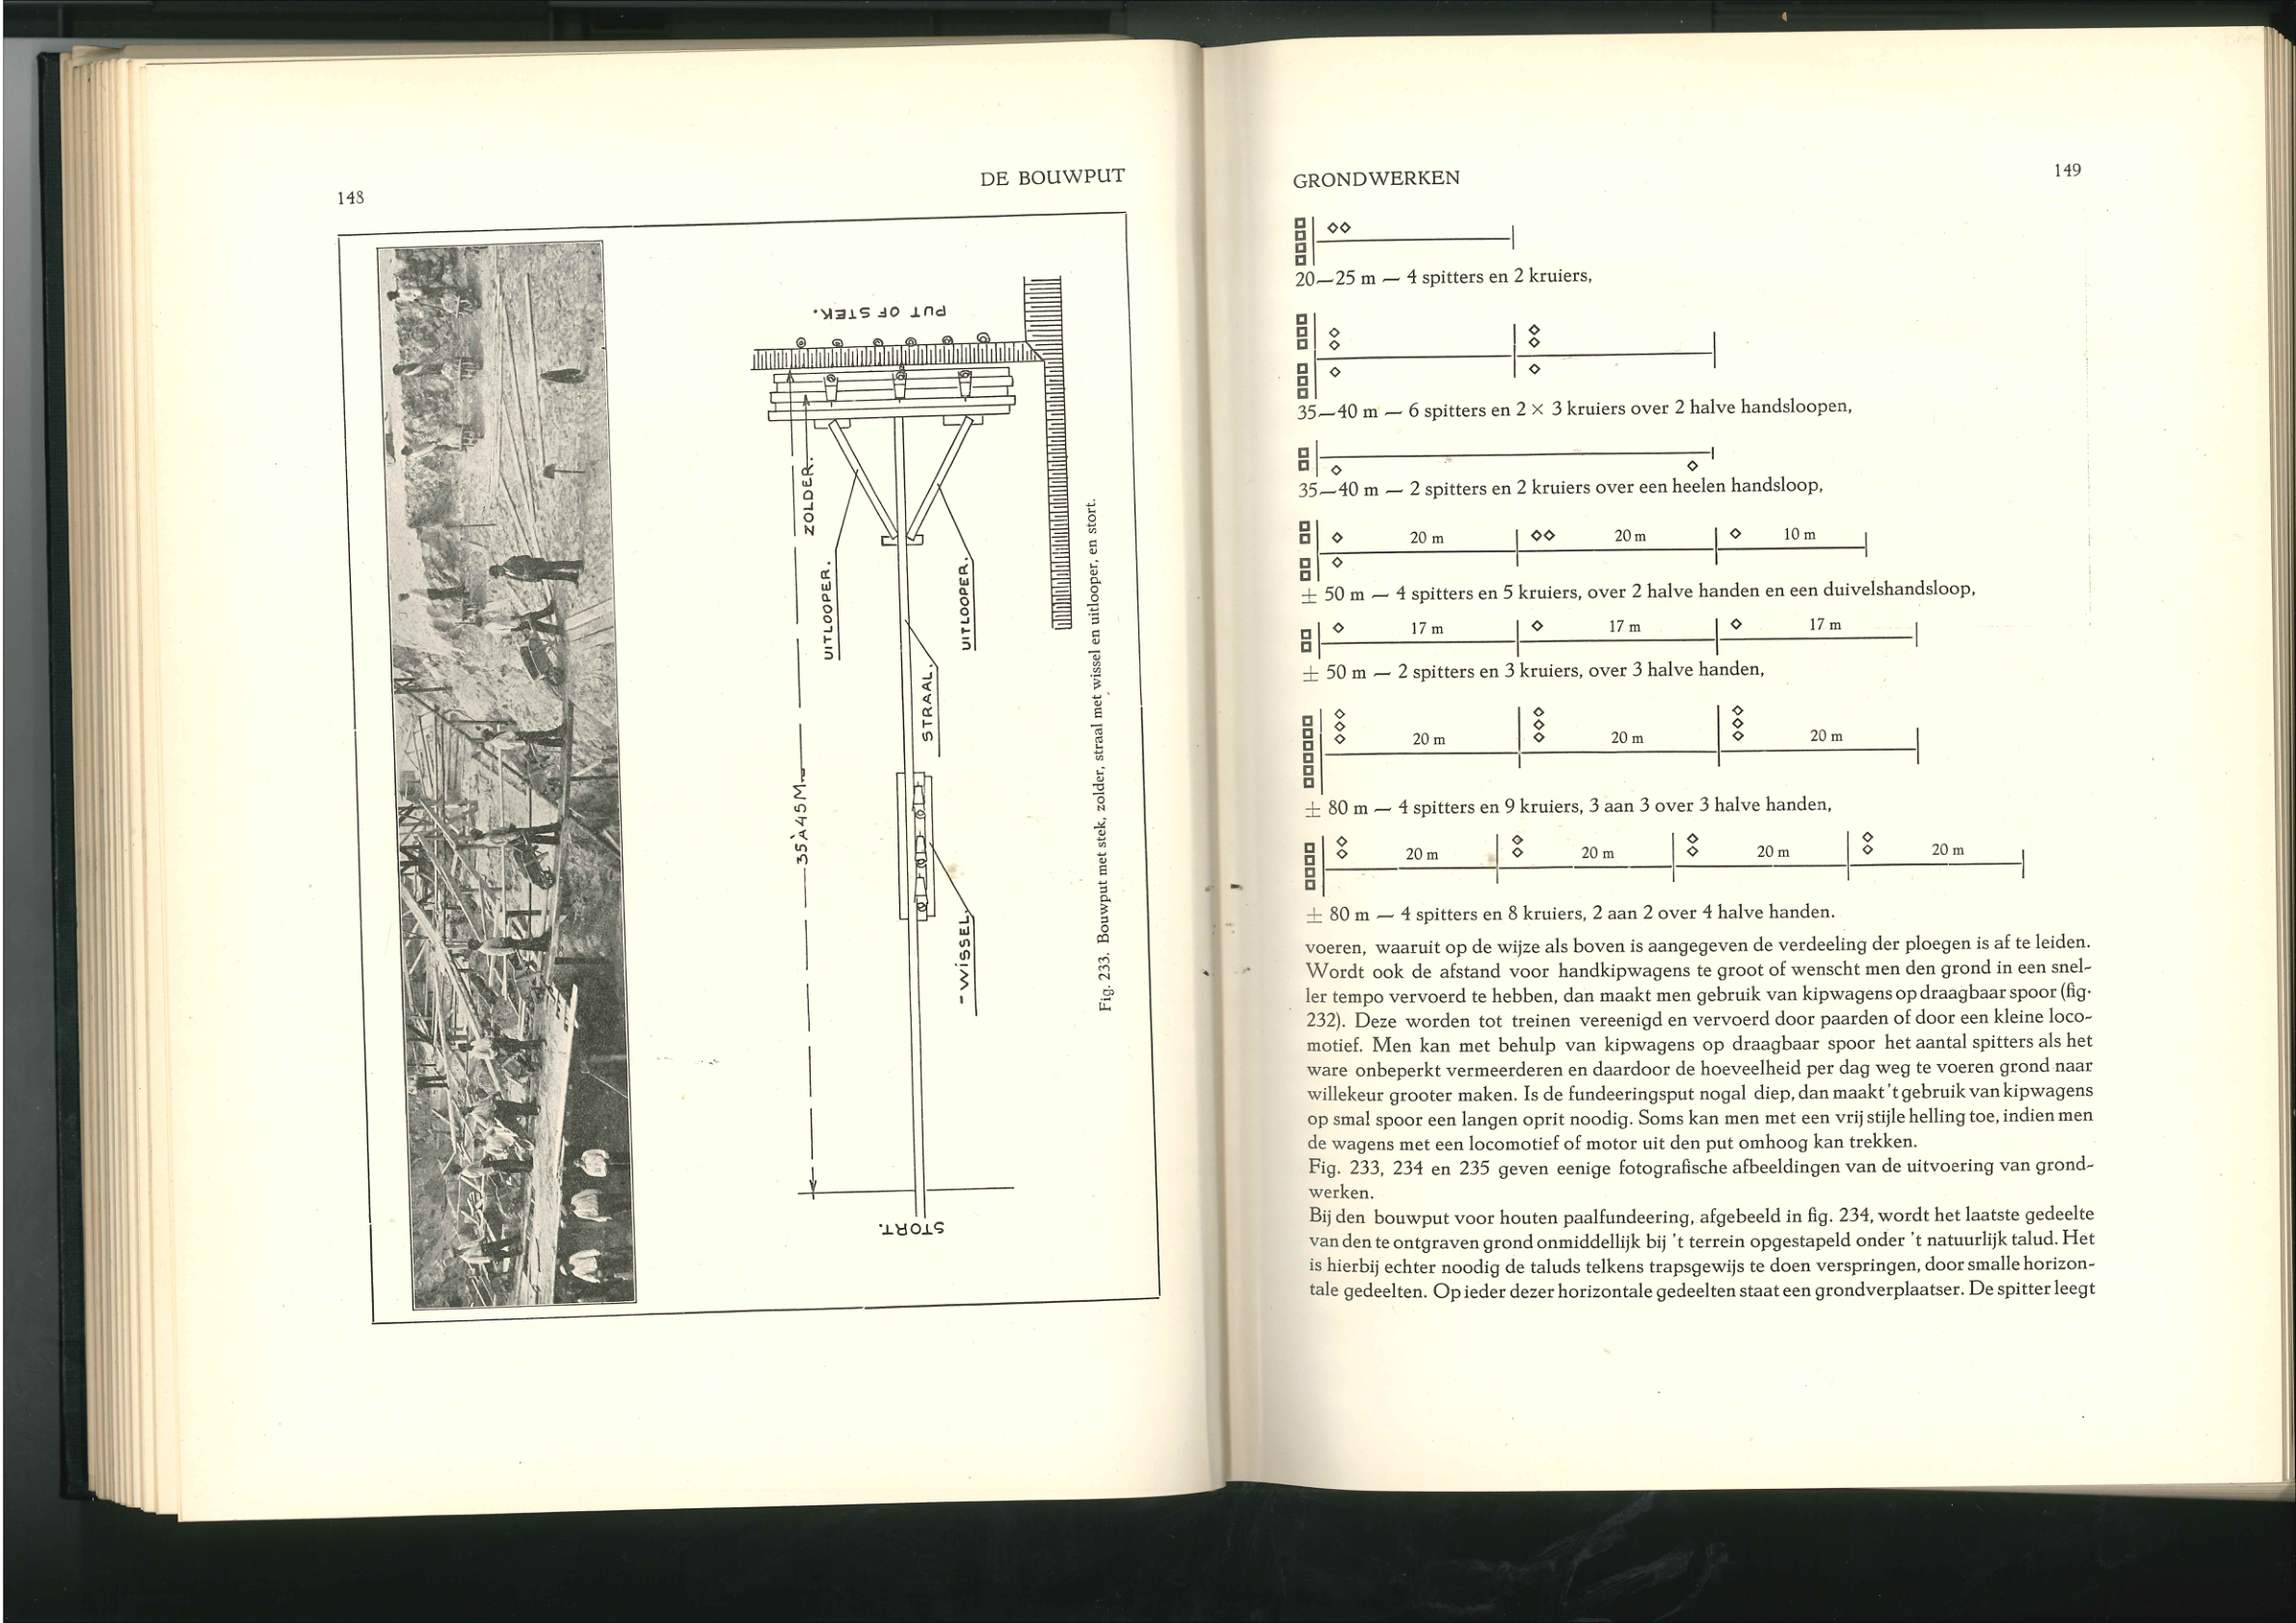 148
DE BOUWPUT
PUT OF STEK.
ZOLDER.
UITLOOPER.
UITLOOPER.
STRAAL.
35 À 45 M.
WISSEL.
STORT.
Fig. 233. Bouwput met stek, zolder, straal met wissel en uitlooper, en stort.
GRONDWERKEN
149
20—25 m — 4 spitters en 2 kruiers,
35—40 m — 6 spitters en 2 × 3 kruiers over 2 halve handsloopen,
35—40 m — 2 spitters en 2 kruiers over een heelen handsloop,
20 m 20 m 10 m
± 50 m — 4 spitters en 5 kruiers, over 2 halve handen en een duivelshandsloop,
17 m 17 m 17 m
± 50 m — 2 spitters en 3 kruiers, over 3 halve handen,
20 m 20 m 20 m
± 80 m — 4 spitters en 9 kruiers, 3 aan 3 over 3 halve handen,
20 m 20 m 20 m 20 m
± 80 m — 4 spitters en 8 kruiers, 2 aan 2 over 4 halve handen.
voeren, waaruit op de wijze als boven is aangegeven de verdeeling der ploegen is af te leiden.
Wordt ook de afstand voor handkipwagens te groot of wenscht men den grond in een snel-
ler tempo vervoerd te hebben, dan maakt men gebruik van kipwagens op draagbaar spoor (fig.
232). Deze worden tot treinen vereenigd en vervoerd door paarden of door een kleine loco-
motief. Men kan met behulp van kipwagens op draagbaar spoor het aantal spitters als het
ware onbeperkt vermeerderen en daardoor de hoeveelheid per dag weg te voeren grond naar
willekeur grooter maken. Is de fundeeringsput nogal diep, dan maakt 't gebruik van kipwagens
op smal spoor een langen oprit noodig. Soms kan men met een vrij stijle helling toe, indien men
de wagens met een locomotief of motor uit den put omhoog kan trekken.
Fig. 233, 234 en 235 geven eenige fotografische afbeeldingen van de uitvoering van grond-
werken.
Bij den bouwput voor houten paalfundeering, afgebeeld in fig. 234, wordt het laatste gedeelte
van den te ontgraven grond onmiddellijk bij 't terrein opgestapeld onder 't natuurlijk talud. Het
is hierbij echter noodig de taluds telkens trapsgewijs te doen verspringen, door smalle horizon-
tale gedeelten. Op ieder dezer horizontale gedeelten staat een grondverplaatser. De spitter leegt